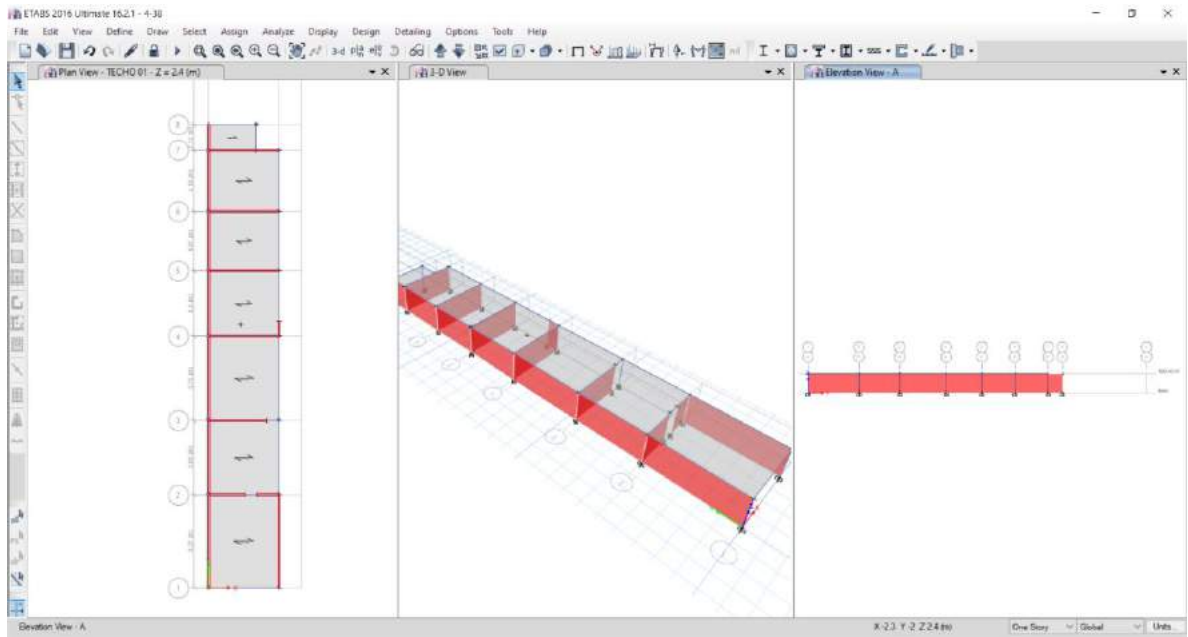 ETABS 2016 Ultimate 16.2.1 - 4-38
File Edit View Define Draw Select Assign Analyze Display Design Detailing Options Tools Help
3-d
Plan View - TECHO 01 - Z = 2.4 (m)
3-D View
Elevation View - A
8
7
6
5
4
3
2
1
Elevation View - A
X -2.3 Y -2 Z 2.4 (m)
One Story
Global
Units...